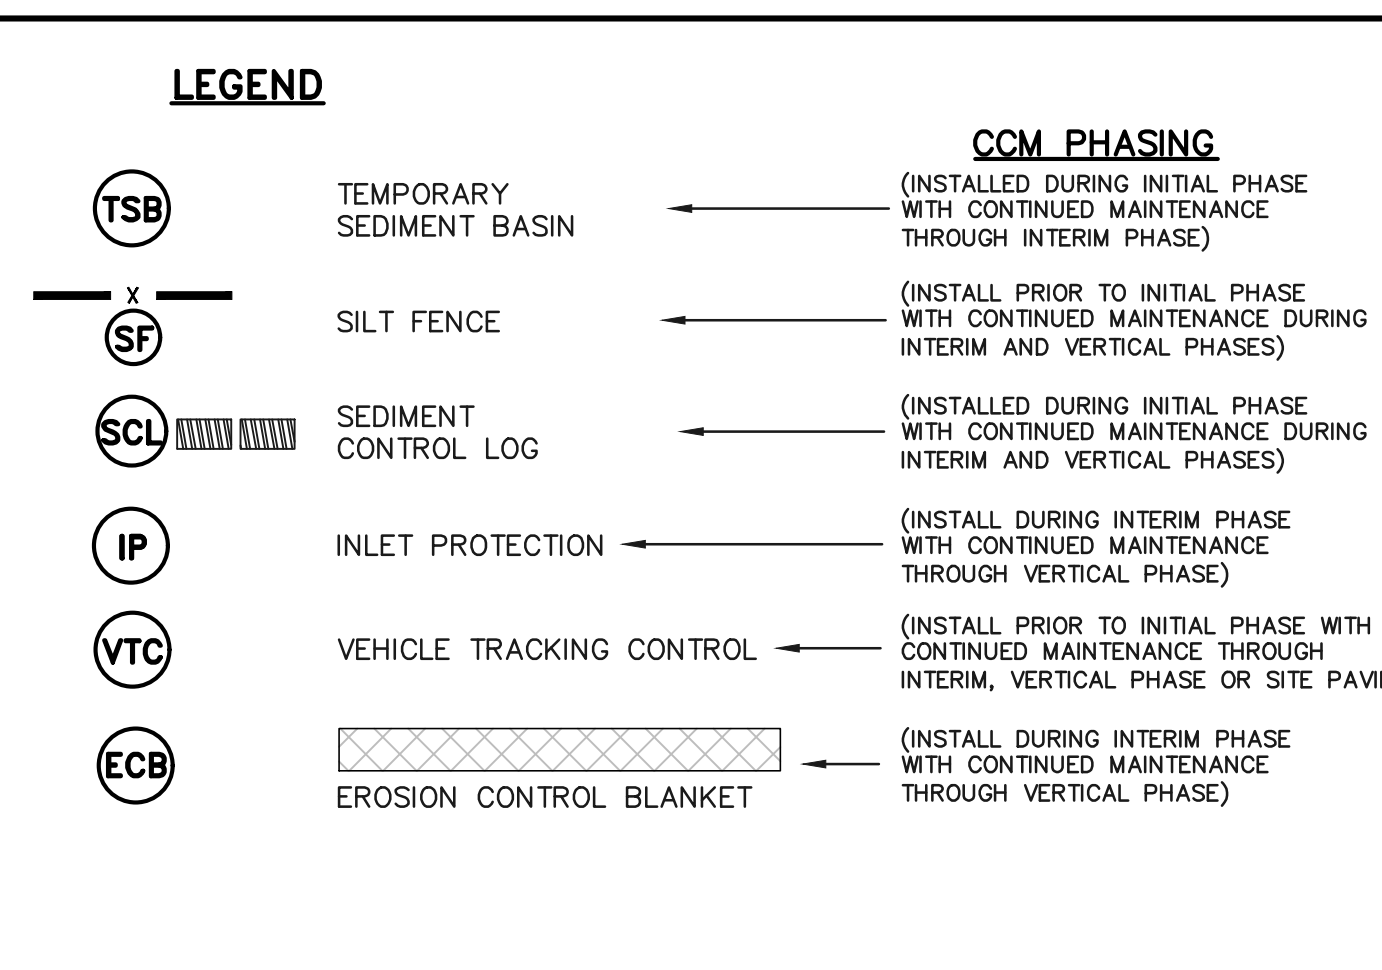 LEGEND
CCM PHASING
TSB
TEMPORARY
SEDIMENT BASIN
(INSTALLED DURING INITIAL PHASE
WITH CONTINUED MAINTENANCE
THROUGH INTERIM PHASE)
X
SF
SILT FENCE
(INSTALL PRIOR TO INITIAL PHASE
WITH CONTINUED MAINTENANCE DURING
INTERIM AND VERTICAL PHASES)
SCL
SEDIMENT
CONTROL LOG
(INSTALLED DURING INITIAL PHASE
WITH CONTINUED MAINTENANCE DURING
INTERIM AND VERTICAL PHASES)
IP
INLET PROTECTION
(INSTALL DURING INTERIM PHASE
WITH CONTINUED MAINTENANCE
THROUGH VERTICAL PHASE)
VTC
VEHICLE TRACKING CONTROL
(INSTALL PRIOR TO INITIAL PHASE WITH
CONTINUED MAINTENANCE THROUGH
INTERIM, VERTICAL PHASE OR SITE
ECB
EROSION CONTROL BLANKET
(INSTALL DURING INTERIM PHASE
WITH CONTINUED MAINTENANCE
THROUGH VERTICAL PHASE)